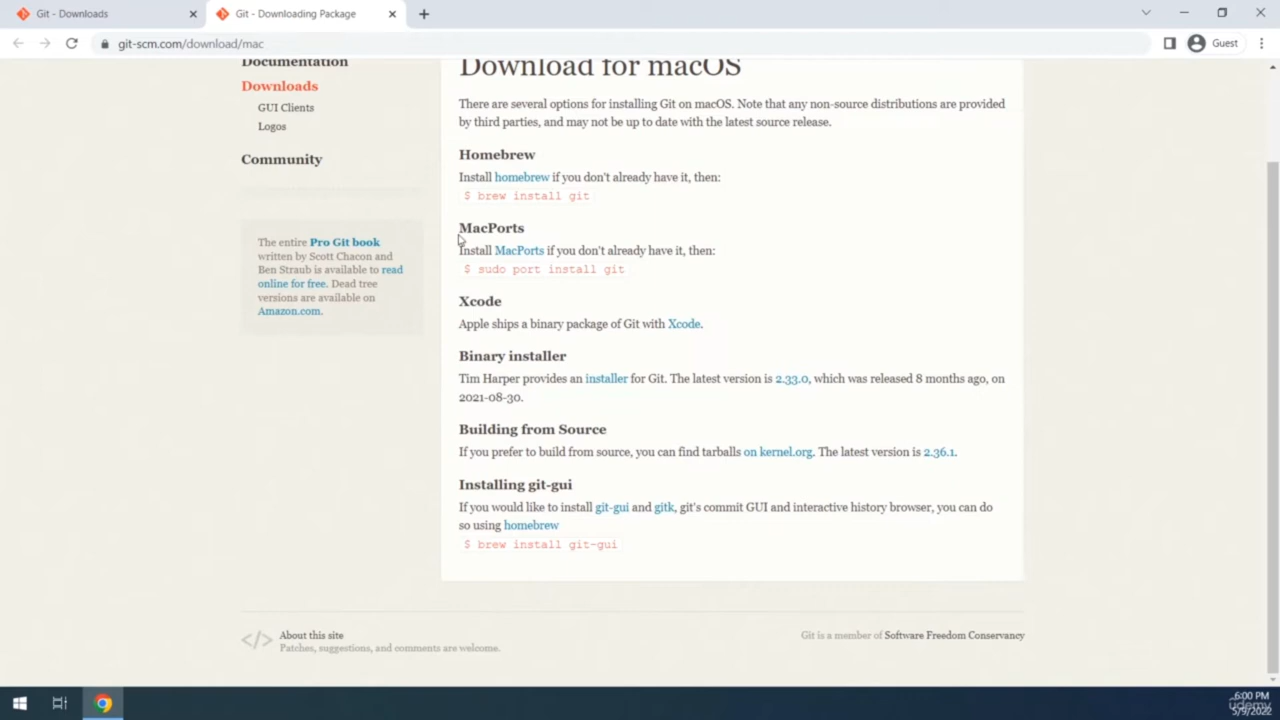 Git - Downloads
Git - Downloading Package
git-scm.com/download/mac
Guest
Documentation
Downloads
GUI Clients
Logos
Community
The entire Pro Git book
written by Scott Chacon and
Ben Straub is available to read
online for free. Dead tree
versions are available on
Amazon.com.
Download for macOS
There are several options for installing Git on macOS. Note that any non-source distributions are provided
by third parties, and may not be up to date with the latest source release.
Homebrew
Install homebrew if you don't already have it, then:
$ brew install git
MacPorts
Install MacPorts if you don't already have it, then:
$ sudo port install git
Xcode
Apple ships a binary package of Git with Xcode.
Binary installer
Tim Harper provides an installer for Git. The latest version is 2.33.0, which was released 8 months ago, on
2021-08-30.
Building from Source
If you prefer to build from source, you can find tarballs on kernel.org. The latest version is 2.36.1.
Installing git-gui
If you would like to install git-gui and gitk, git's commit GUI and interactive history browser, you can do
so using homebrew
$ brew install git-gui
</> About this site
Patches, suggestions, and comments are welcome.
Git is a member of Software Freedom Conservancy
6:00 PM
udemy
5/9/2022